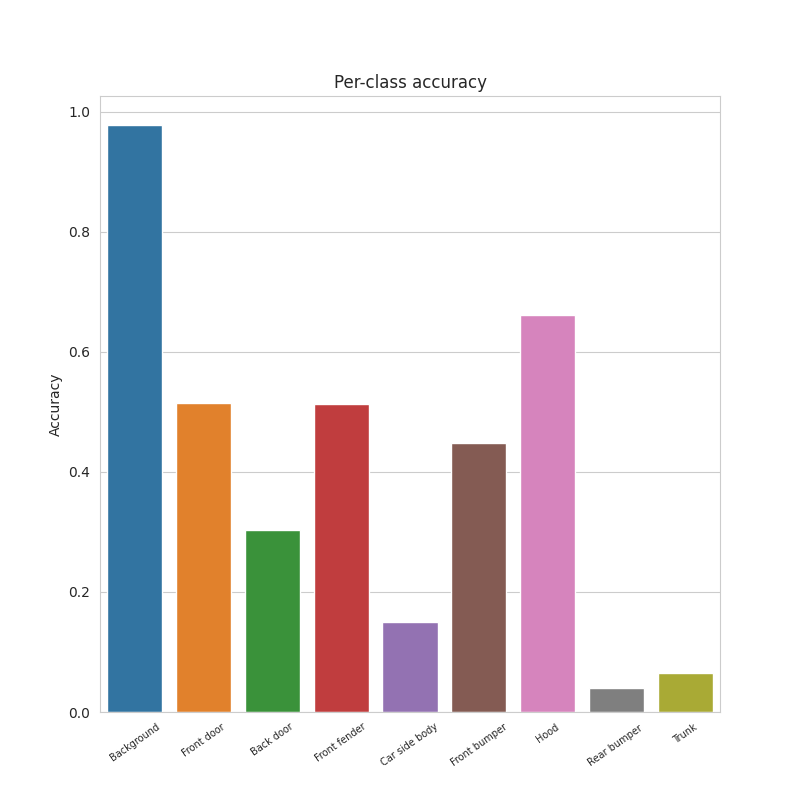 Per-class accuracy
Accuracy
1.0
0.8
0.6
0.4
0.2
0.0
Background
Front door
Back door
Front fender
Car side body
Front bumper
Hood
Rear bumper
Trunk